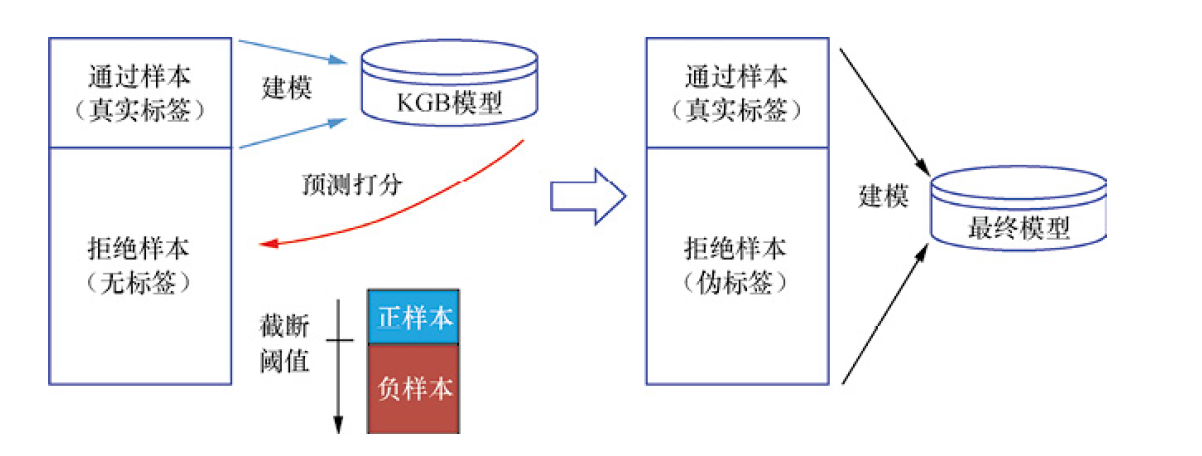 通过样本
（真实标签）
建模
KGB模型
预测打分
拒绝样本
（无标签）
截断
阈值
正样本
负样本
通过样本
（真实标签）
建模
最终模型
拒绝样本
（伪标签）